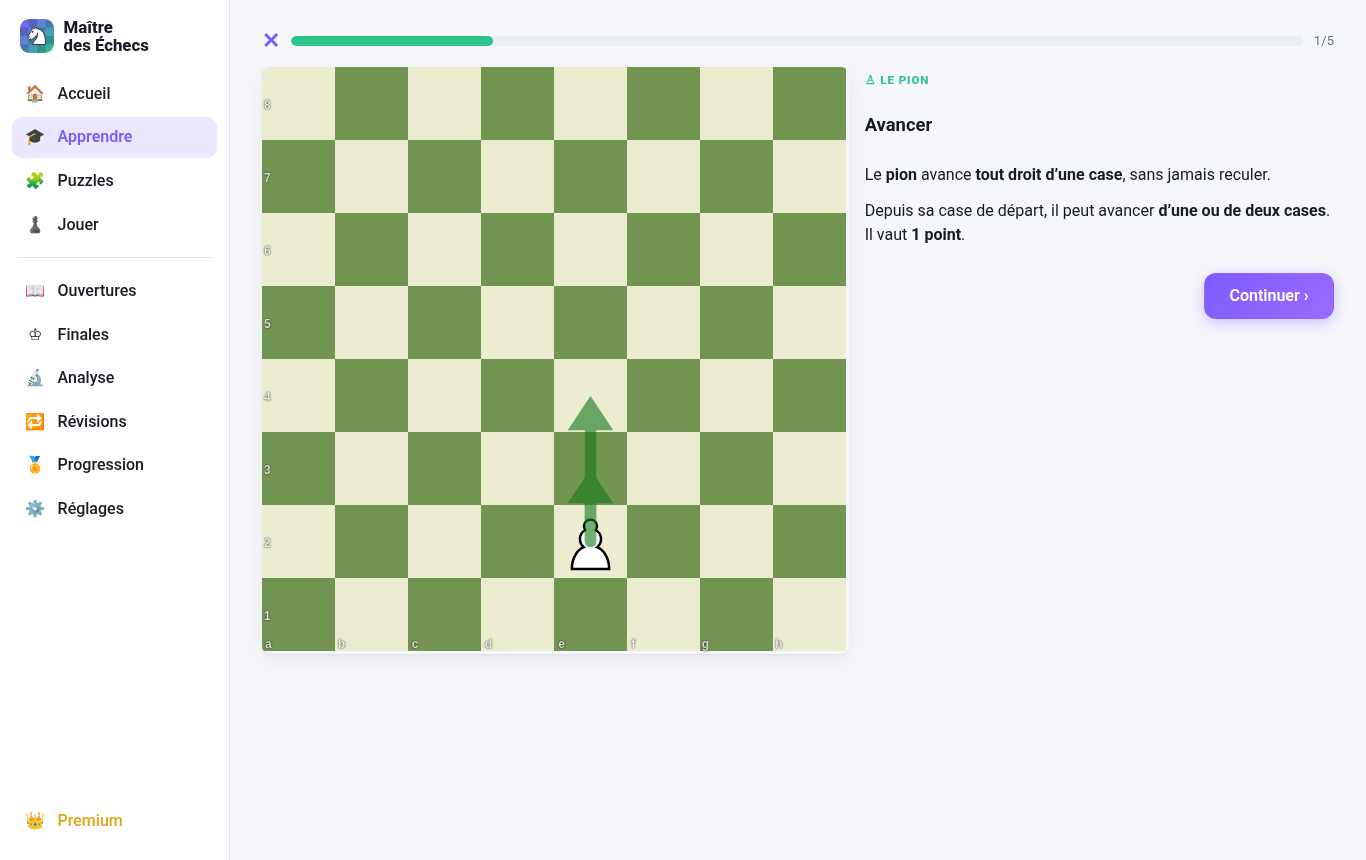 Maître
des Échecs
Accueil
Apprendre
Puzzles
Jouer
Ouvertures
Finales
Analyse
Révisions
Progression
Réglages
Premium
1/5
8
7
6
5
4
3
2
1
a b c d e f g h
♙ LE PION
Avancer
Le pion avance tout droit d’une case, sans jamais reculer.
Depuis sa case de départ, il peut avancer d’une ou de deux cases.
Il vaut 1 point.
Continuer ›